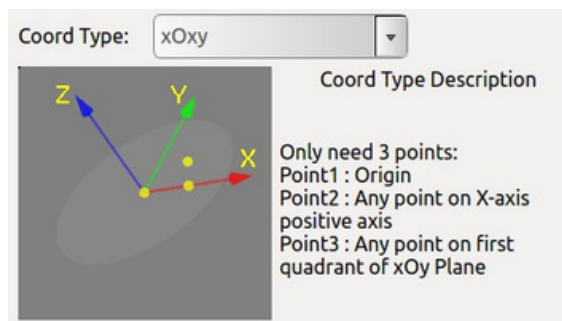 Coord Type: xOxy
Coord Type Description
Z
Y
X
Only need 3 points:
Point1 : Origin
Point2 : Any point on X-axis
positive axis
Point3 : Any point on first
quadrant of xOy Plane